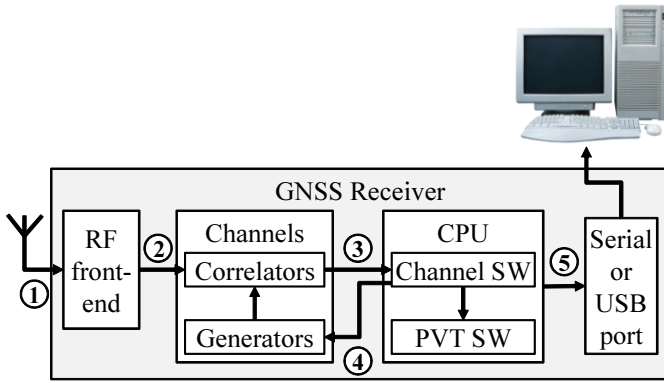 GNSS Receiver
RF
front-
end
Channels
Correlators
Generators
CPU
Channel SW
PVT SW
Serial
or
USB
port
1
2
3
4
5